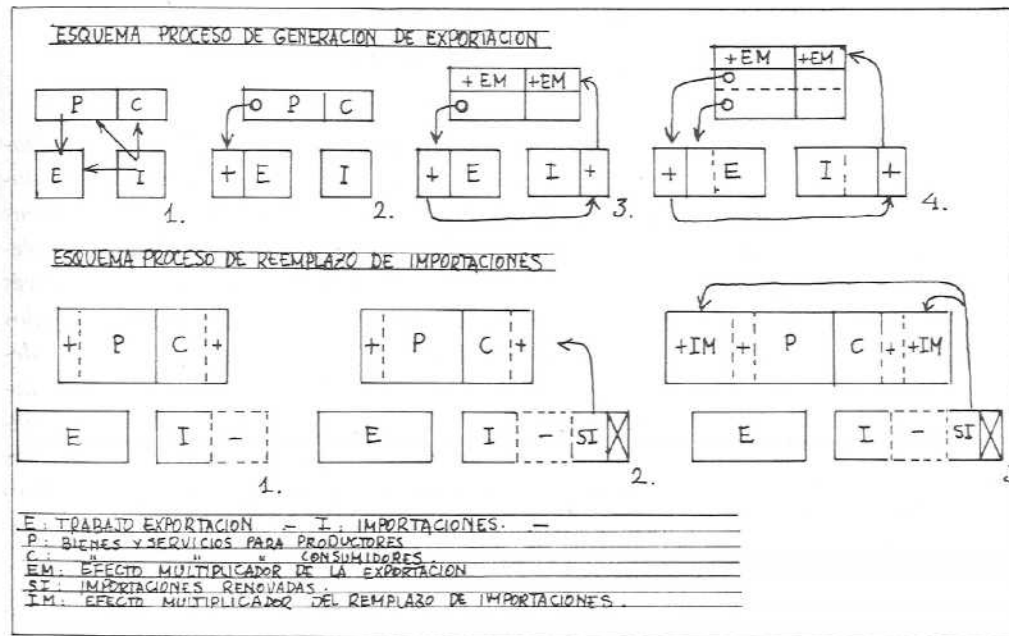 ESQUEMA PROCESO DE GENERACION DE EXPORTACION
+EM +EM
+EM +EM
P C
P C
E I
+ E I
+ E I +
+ E I +
1.
2.
3.
4.
ESQUEMA PROCESO DE REEMPLAZO DE IMPORTACIONES
+ P C +
+ P C +
+IM + P C + +IM
E I -
E I - SI
E I - SI
1.
2.
E: TRABAJO EXPORTACION .- I: IMPORTACIONES. -
P: BIENES Y SERVICIOS PARA PRODUCTORES
C: " " " CONSUMIDORES.
EM: EFECTO MULTIPLICADOR DE LA EXPORTACION
SI: IMPORTACIONES RENOVADAS.
IM: EFECTO MULTIPLICADOR DEL REMPLAZO DE IMPORTACIONES.